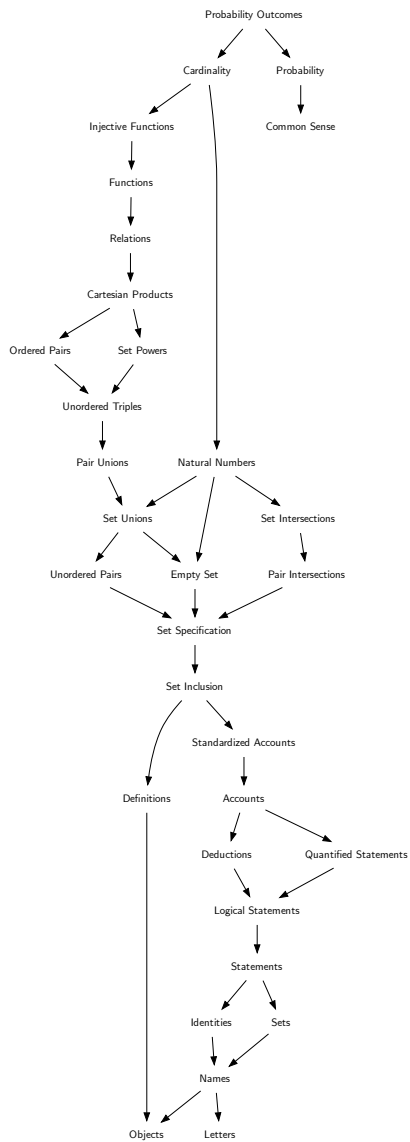 Probability Outcomes
Cardinality
Probability
Injective Functions
Common Sense
Functions
Relations
Cartesian Products
Ordered Pairs
Set Powers
Unordered Triples
Pair Unions
Natural Numbers
Set Unions
Set Intersections
Unordered Pairs
Empty Set
Pair Intersections
Set Specification
Set Inclusion
Standardized Accounts
Definitions
Accounts
Deductions
Quantified Statements
Logical Statements
Statements
Identities
Sets
Names
Objects
Letters